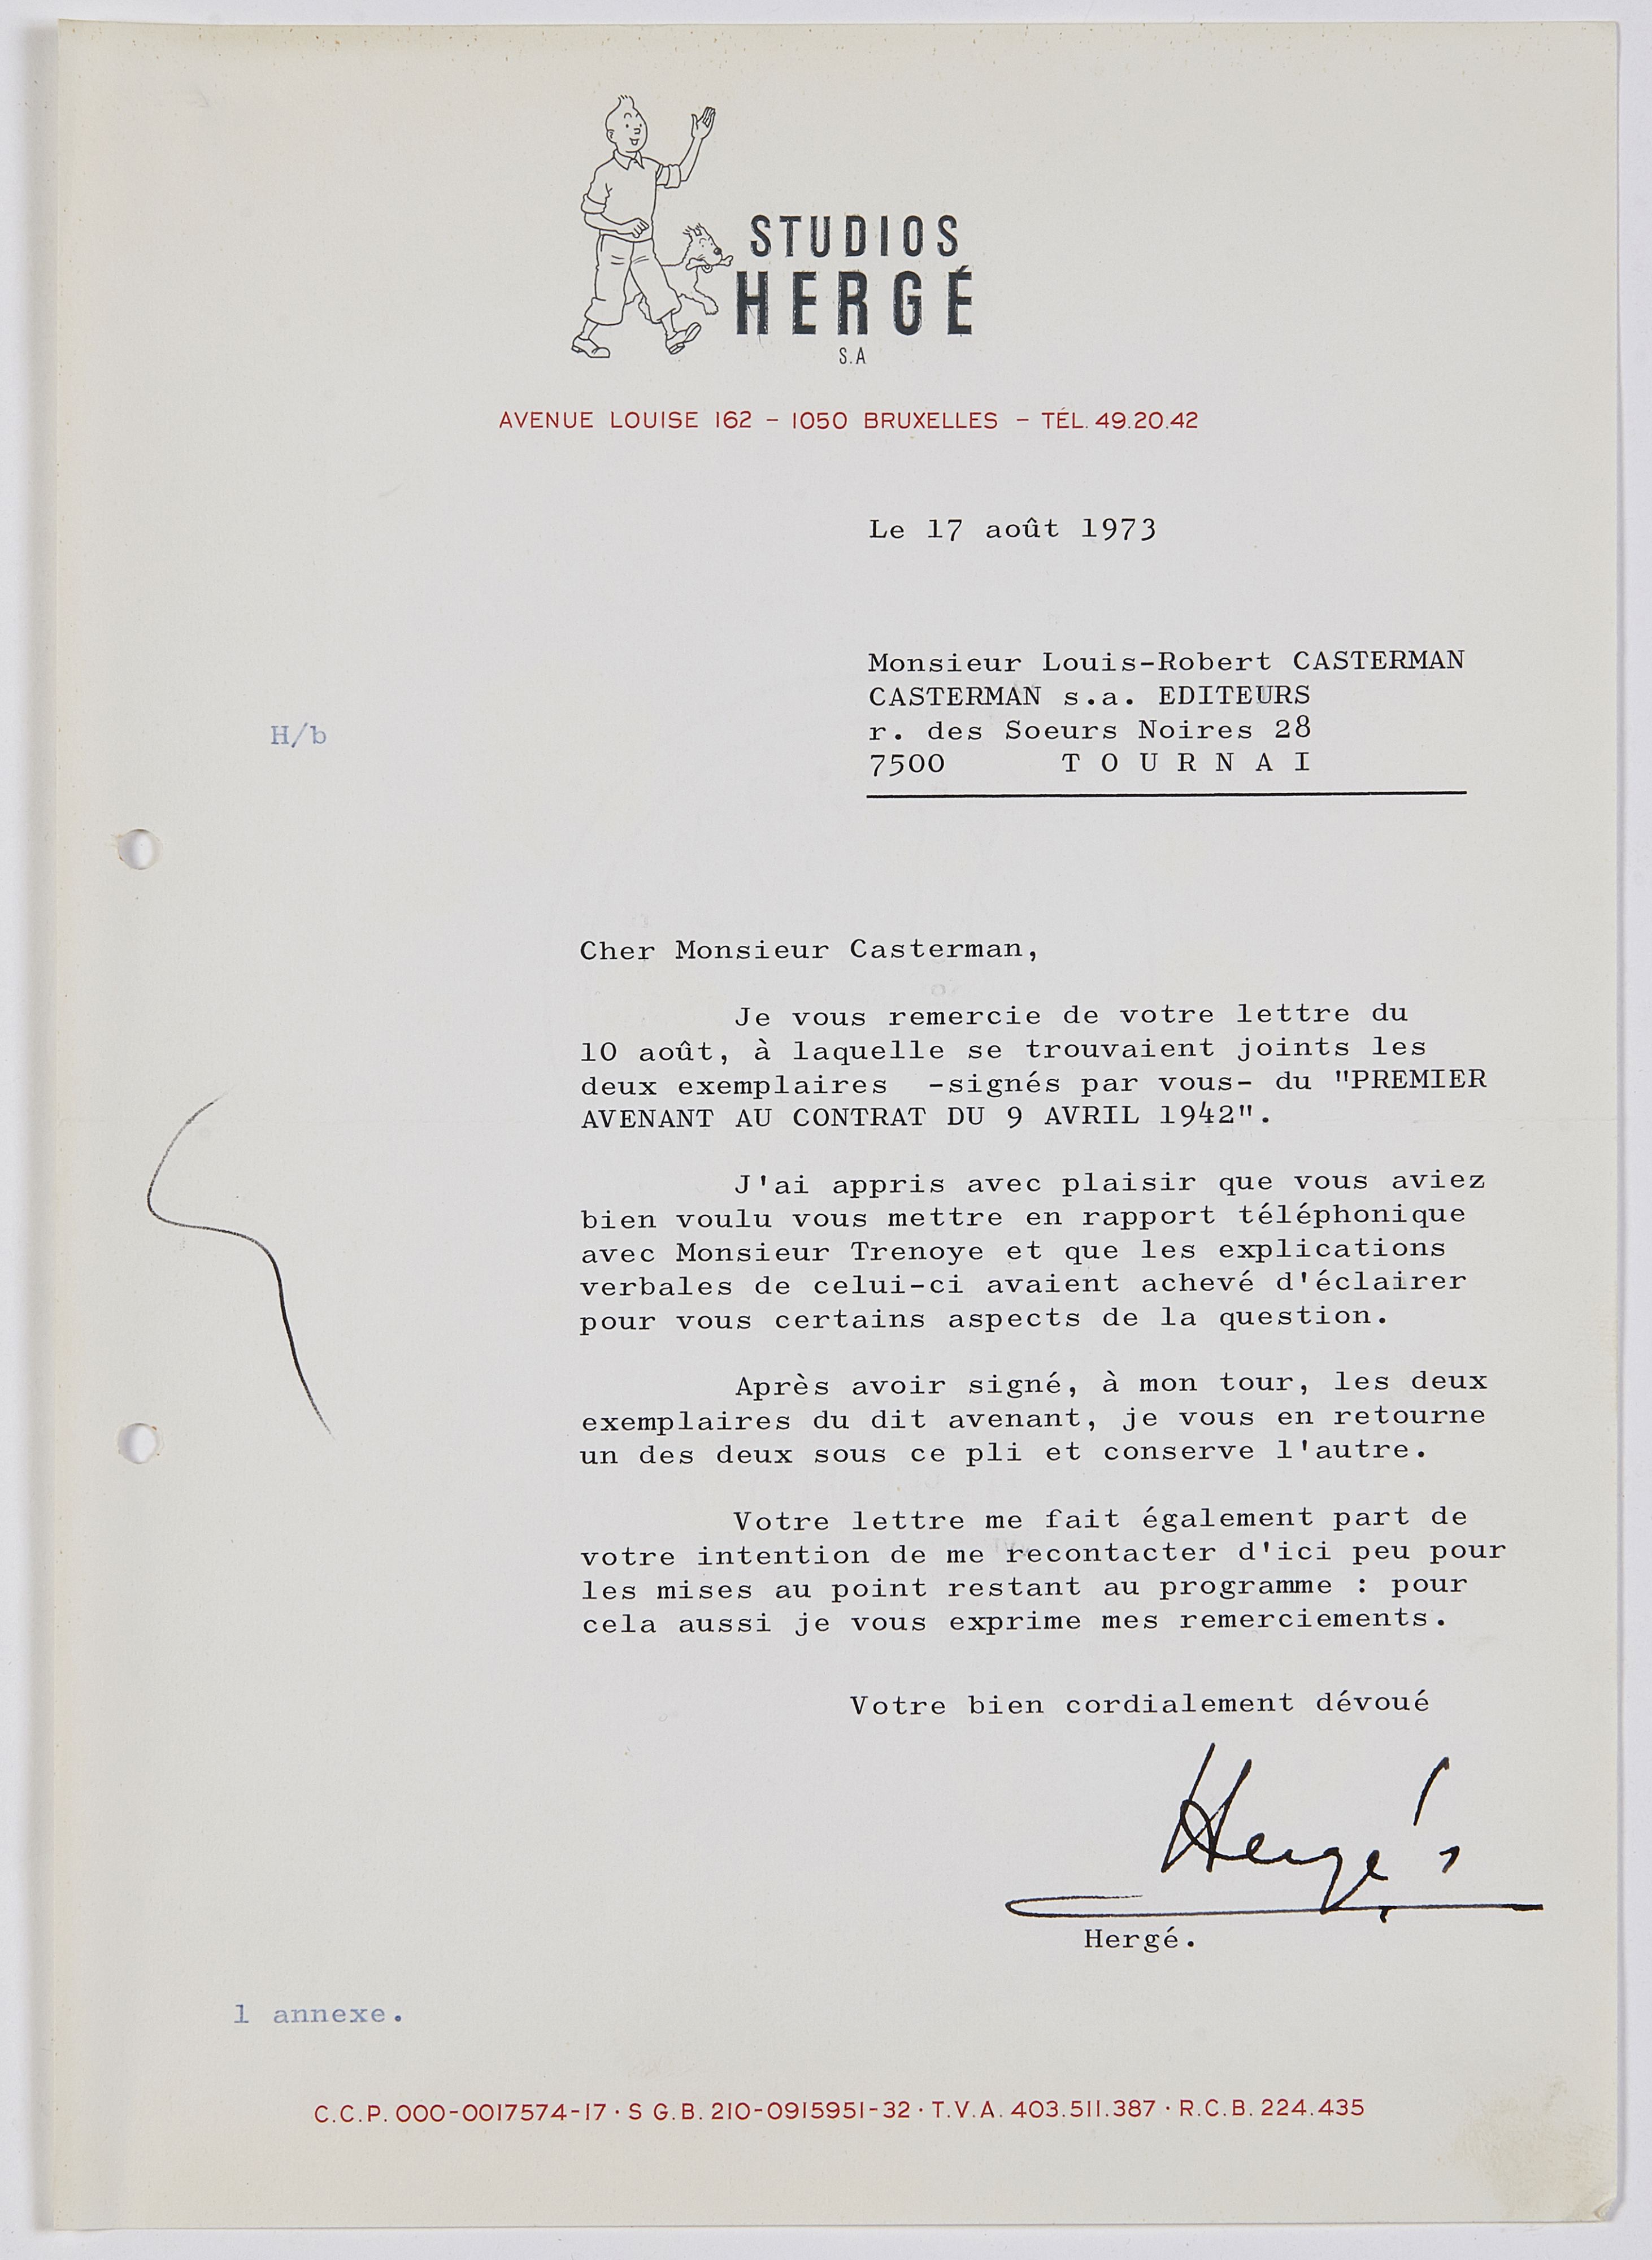 STUDIOS
HERGÉ
S.A
AVENUE LOUISE 162 - 1050 BRUXELLES - TÉL. 49.20.42
Le 17 août 1973
Monsieur Louis-Robert CASTERMAN
CASTERMAN s.a. EDITEURS
r. des Soeurs Noires 28
7500 T O U R N A I
H/b
Cher Monsieur Casterman,
Je vous remercie de votre lettre du
10 août, à laquelle se trouvaient joints les
deux exemplaires -signés par vous- du "PREMIER
AVENANT AU CONTRAT DU 9 AVRIL 1942".
J'ai appris avec plaisir que vous aviez
bien voulu vous mettre en rapport téléphonique
avec Monsieur Trenoye et que les explications
verbales de celui-ci avaient achevé d'éclairer
pour vous certains aspects de la question.
Après avoir signé, à mon tour, les deux
exemplaires du dit avenant, je vous en retourne
un des deux sous ce pli et conserve l'autre.
Votre lettre me fait également part de
votre intention de me recontacter d'ici peu pour
les mises au point restant au programme : pour
cela aussi je vous exprime mes remerciements.
Votre bien cordialement dévoué
Hergé
Hergé.
1 annexe.
C.C.P. 000-0017574-17 · S G.B. 210-0915951-32 · T.V.A. 403.511.387 · R.C.B. 224.435